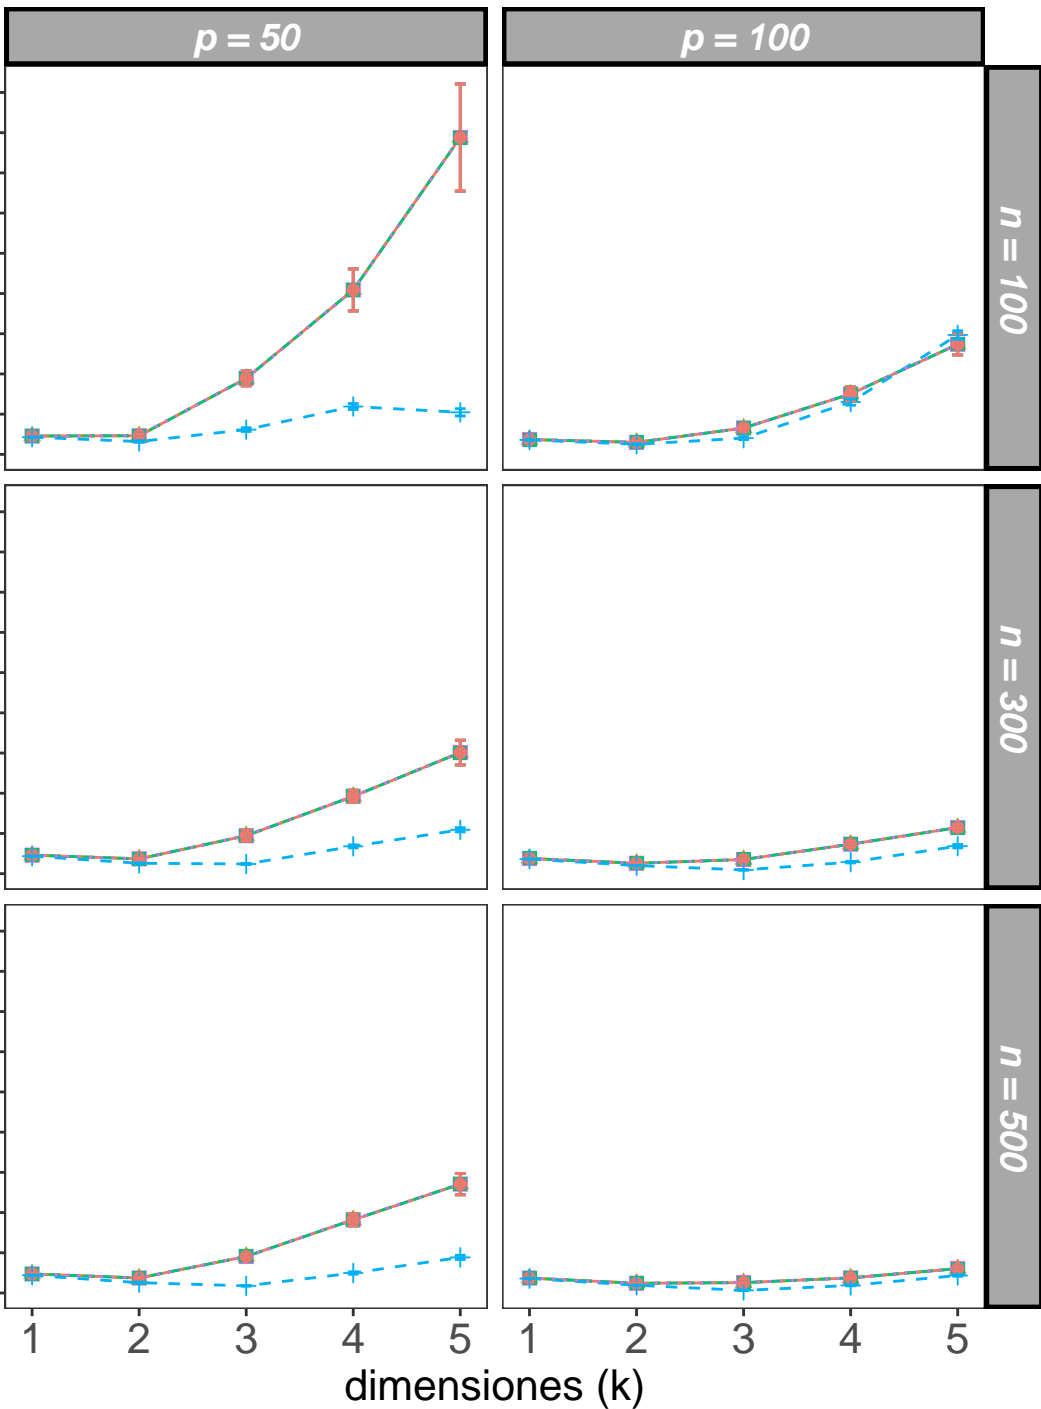 p = 50
p = 100
n = 100
n = 300
n = 500
1 2 3 4 5 1 2 3 4 5
dimensiones (k)